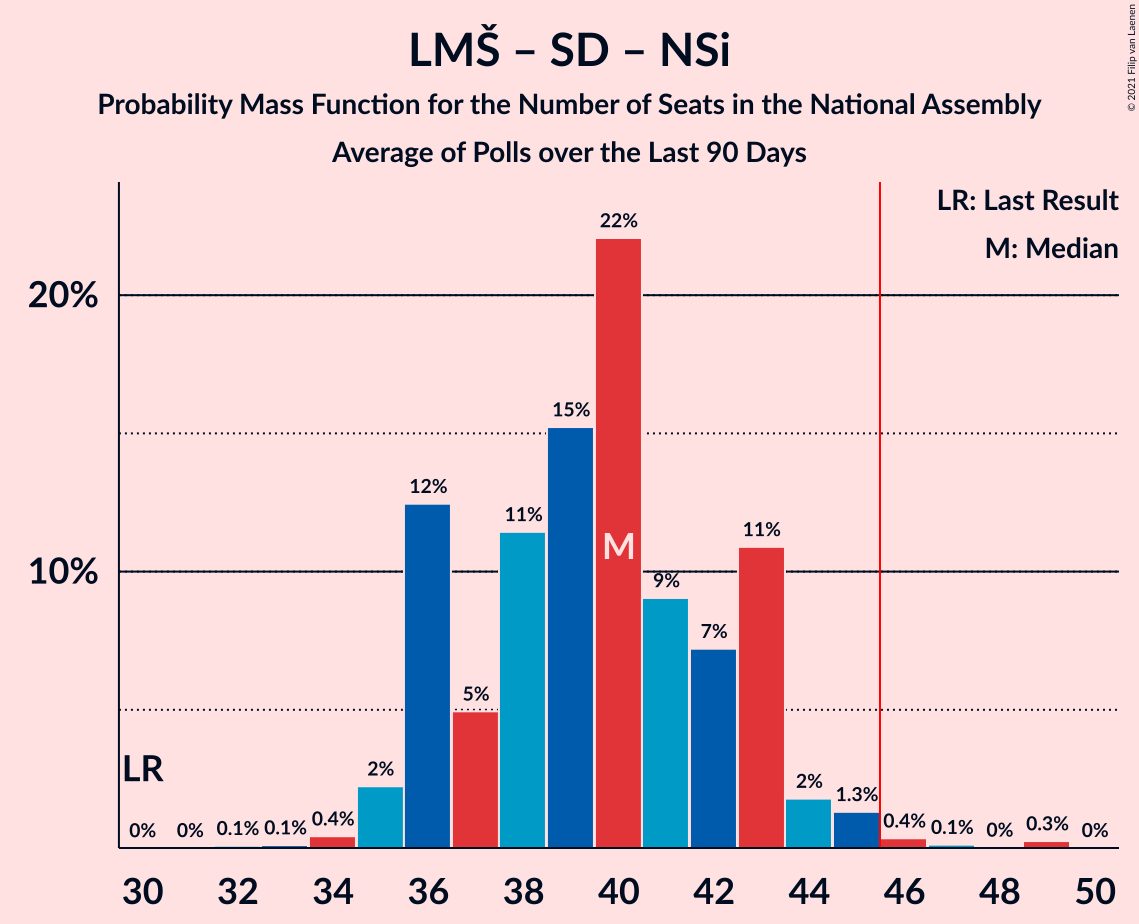 LMŠ – SD – NSi
Probability Mass Function for the Number of Seats in the National Assembly
Average of Polls over the Last 90 Days
© 2021 Filip van Laenen
LR: Last Result
M: Median
20%
10%
LR
M
0%
0%
0.1%
0.1%
0.4%
2%
12%
5%
11%
15%
22%
9%
7%
11%
2%
1.3%
0.4%
0.1%
0%
0.3%
0%
30 32 34 36 38 40 42 44 46 48 50